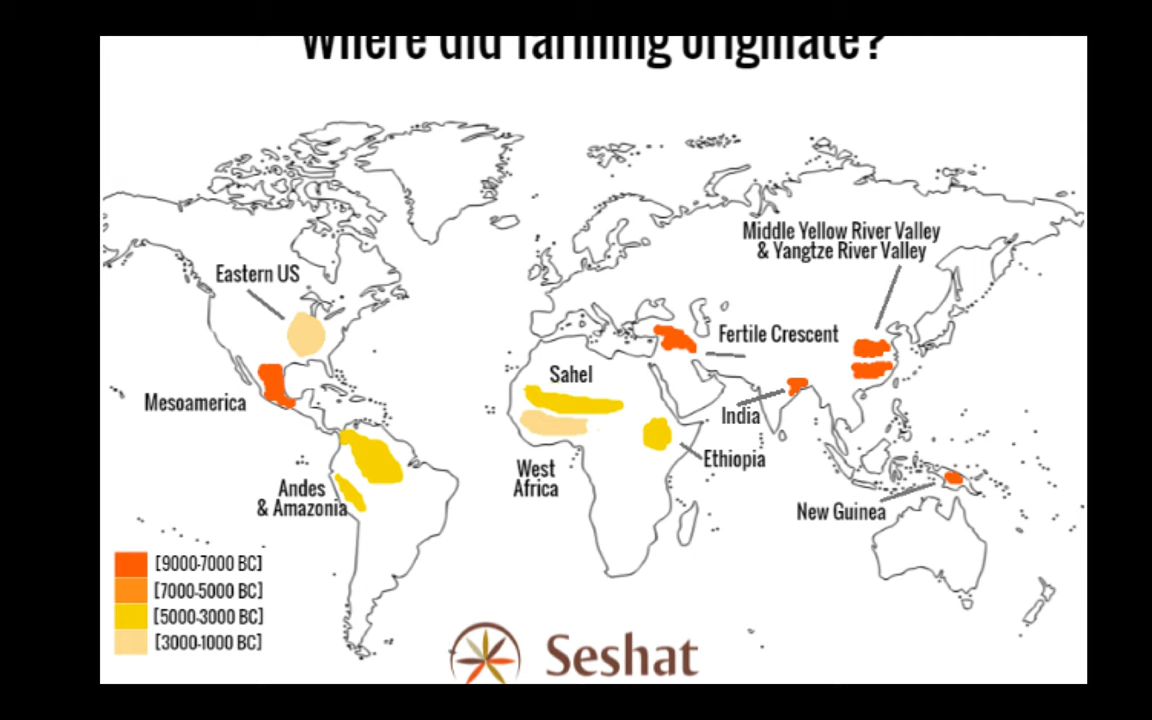 Where did farming originate?
Middle Yellow River Valley
& Yangtze River Valley
Eastern US
Fertile Crescent
Sahel
Mesoamerica
India
Ethiopia
West
Africa
Andes
& Amazonia
New Guinea
[9000-7000 BC]
[7000-5000 BC]
[5000-3000 BC]
[3000-1000 BC]
Seshat